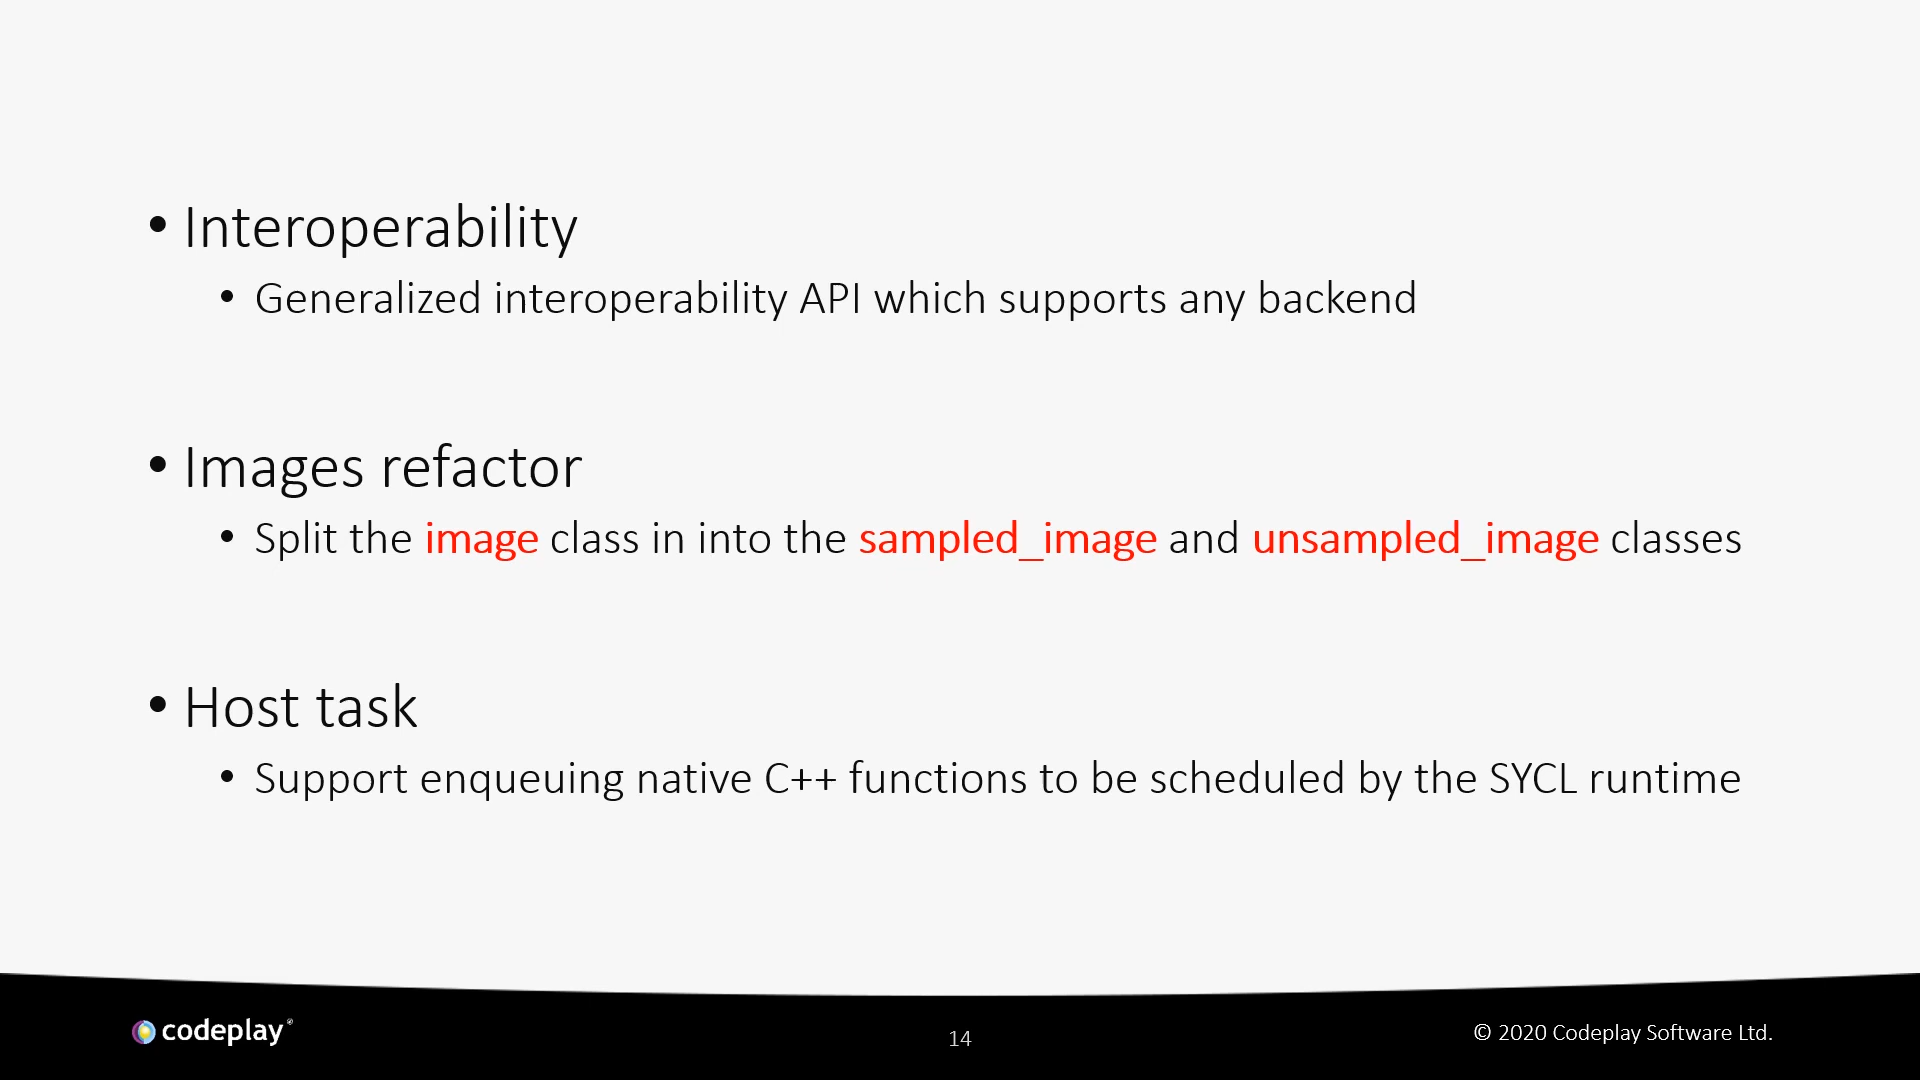 • Interoperability
• Generalized interoperability API which supports any backend
• Images refactor
• Split the image class in into the sampled_image and unsampled_image classes
• Host task
• Support enqueuing native C++ functions to be scheduled by the SYCL runtime
codeplay®
14
© 2020 Codeplay Software Ltd.